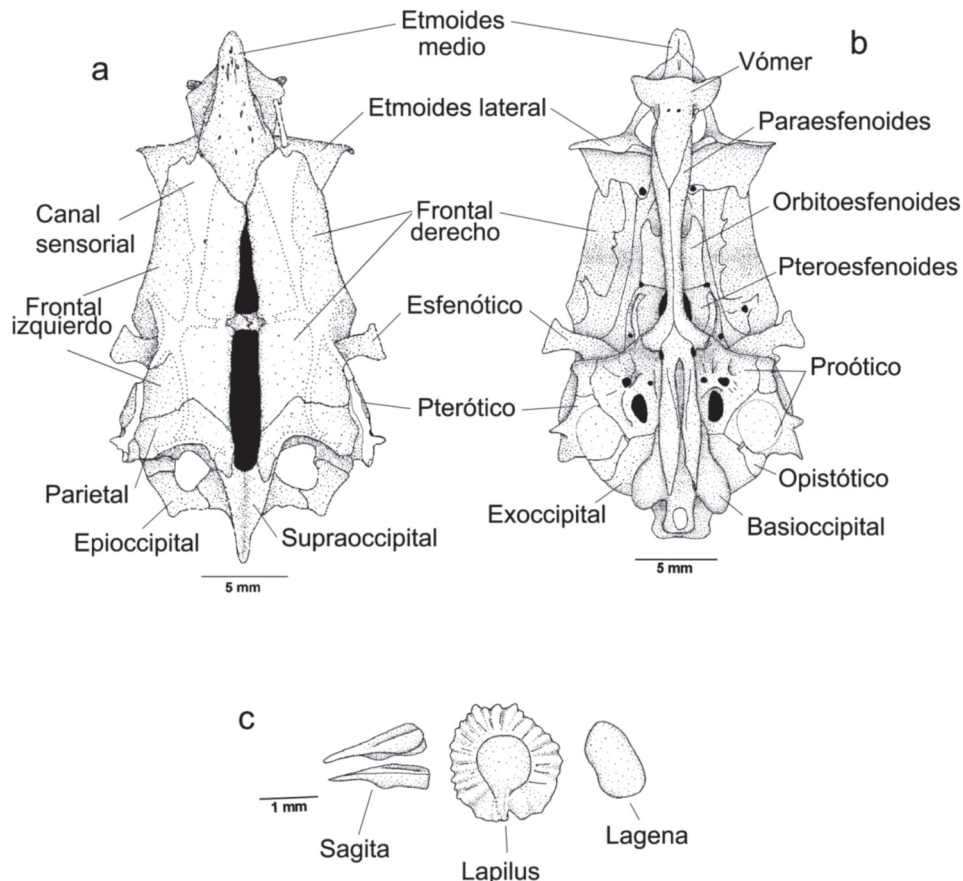 Etmoides
medio
a
b
Vómer
Etmoides lateral
Paraesfenoides
Canal
sensorial
Frontal
derecho
Orbitoesfenoides
Pteroesfenoides
Frontal
izquierdo
Esfenótico
Proótico
Pterótico
Parietal
Opistótico
Exoccipital
Epioccipital
Supraoccipital
Basioccipital
5 mm
5 mm
c
1 mm
Sagita
Lapilus
Lagena